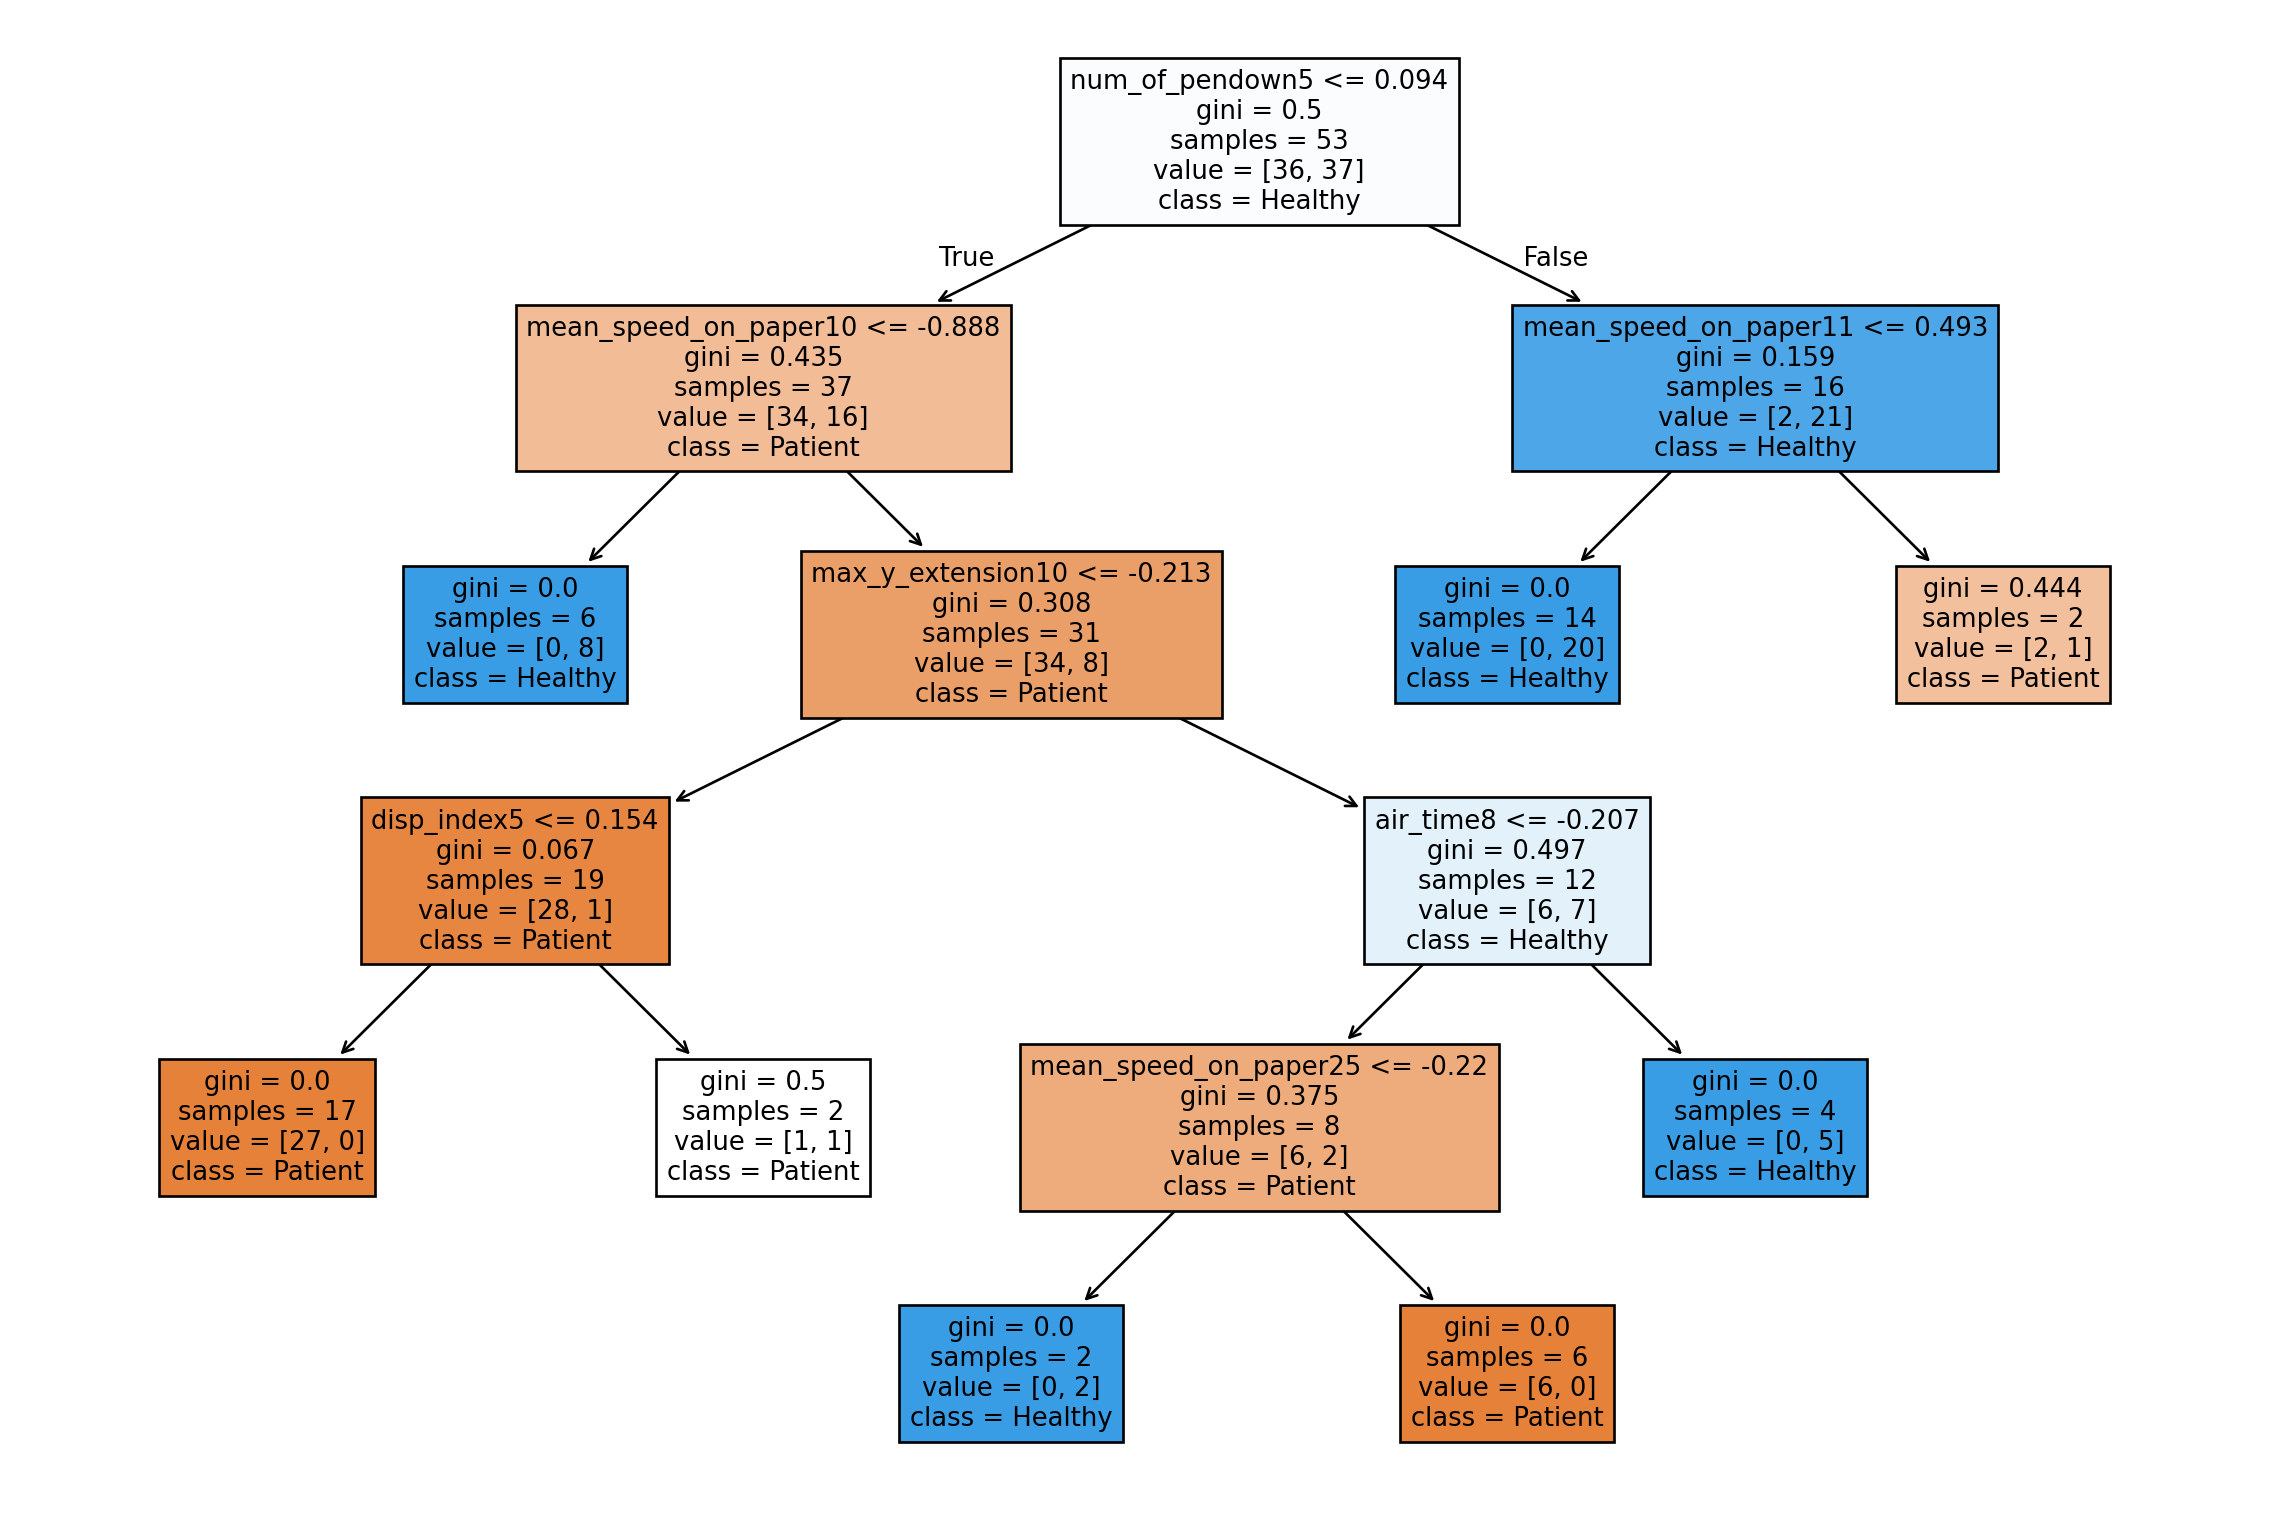 num_of_pendown5 <= 0.094
gini = 0.5
samples = 53
value = [36, 37]
class = Healthy
True
False
mean_speed_on_paper10 <= -0.888
gini = 0.435
samples = 37
value = [34, 16]
class = Patient
mean_speed_on_paper11 <= 0.493
gini = 0.159
samples = 16
value = [2, 21]
class = Healthy
gini = 0.0
samples = 6
value = [0, 8]
class = Healthy
max_y_extension10 <= -0.213
gini = 0.308
samples = 31
value = [34, 8]
class = Patient
gini = 0.0
samples = 14
value = [0, 20]
class = Healthy
gini = 0.444
samples = 2
value = [2, 1]
class = Patient
disp_index5 <= 0.154
gini = 0.067
samples = 19
value = [28, 1]
class = Patient
air_time8 <= -0.207
gini = 0.497
samples = 12
value = [6, 7]
class = Healthy
gini = 0.0
samples = 17
value = [27, 0]
class = Patient
gini = 0.5
samples = 2
value = [1, 1]
class = Patient
mean_speed_on_paper25 <= -0.22
gini = 0.375
samples = 8
value = [6, 2]
class = Patient
gini = 0.0
samples = 4
value = [0, 5]
class = Healthy
gini = 0.0
samples = 2
value = [0, 2]
class = Healthy
gini = 0.0
samples = 6
value = [6, 0]
class = Patient